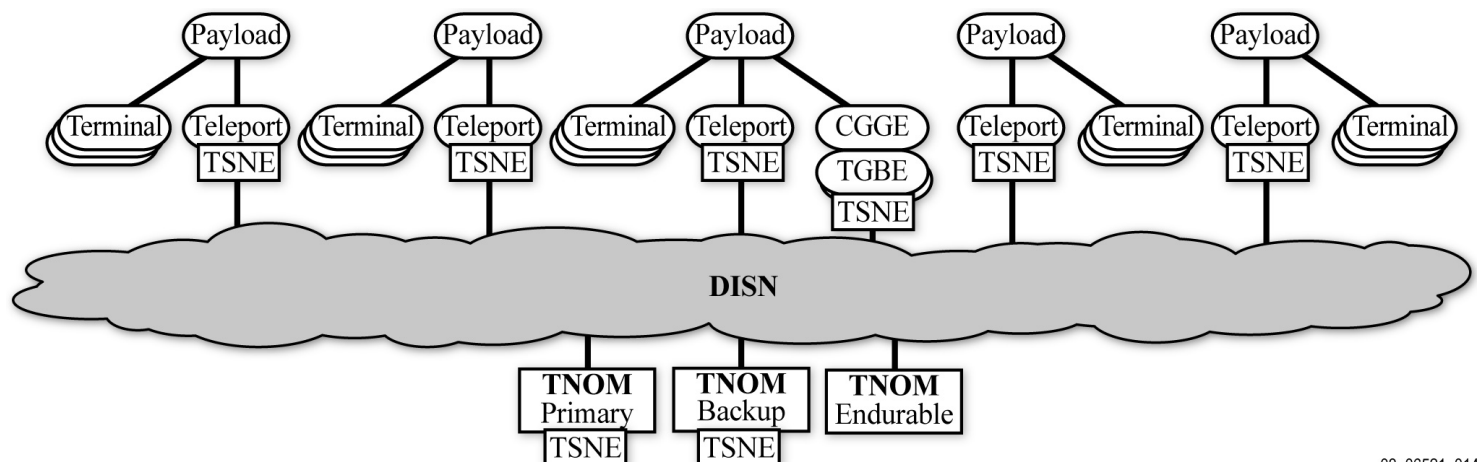 Payload Payload Payload Payload Payload
Terminal Teleport Terminal Teleport Terminal Teleport CGGE Teleport Terminal Teleport Terminal
TSNE TSNE TSNE TGBE TSNE TSNE
TSNE
DISN
TNOM TNOM TNOM
Primary Backup Endurable
TSNE TSNE